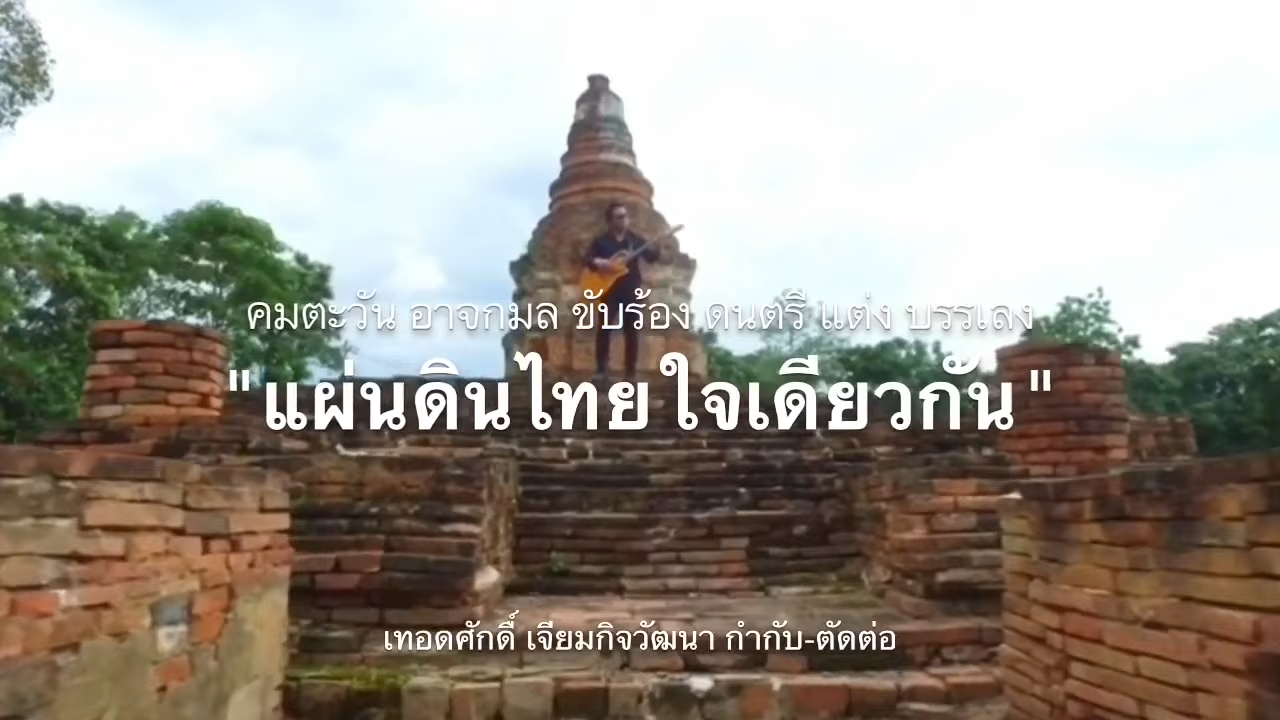 คมตะวัน อาจกมล ขับร้อง ดนตรี แต่ง บรรเลง
"แผ่นดินไทย ใจเดียวกัน"
เทอดศักดิ์ เจียมกิจวัฒนา กำกับ-ตัดต่อ